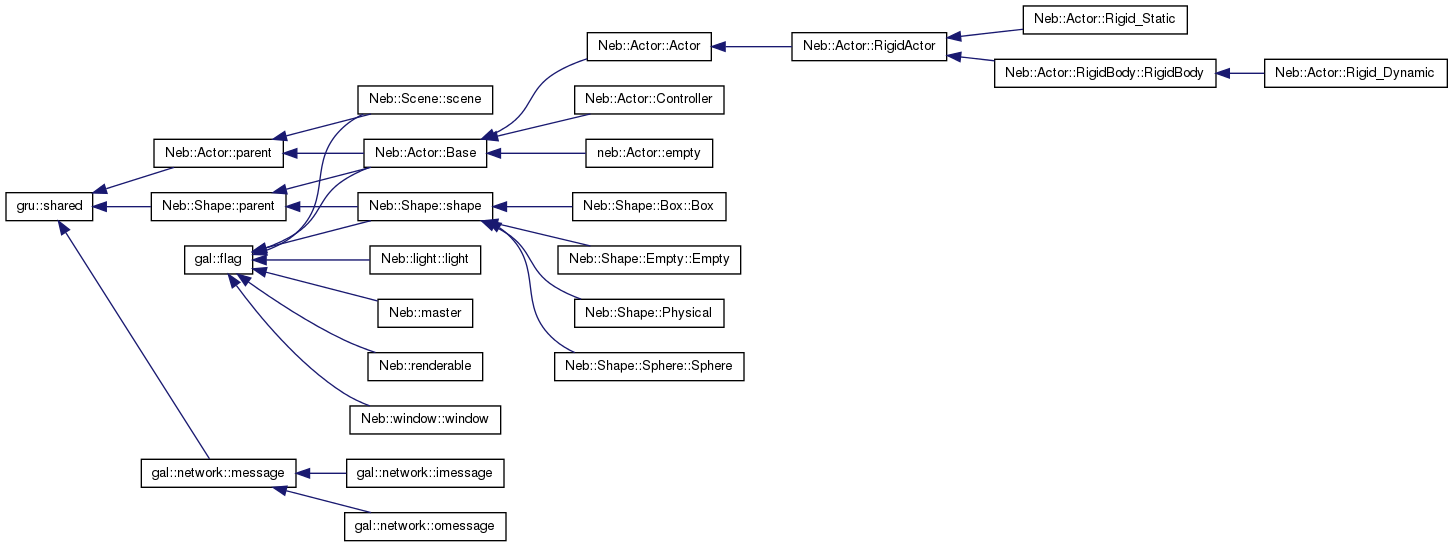 Neb::Actor::Rigid_Static
Neb::Actor::Actor
Neb::Actor::RigidActor
Neb::Actor::RigidBody::RigidBody
Neb::Actor::Rigid_Dynamic
Neb::Scene::scene
Neb::Actor::Controller
Neb::Actor::parent
Neb::Actor::Base
neb::Actor::empty
gru::shared
Neb::Shape::parent
Neb::Shape::shape
Neb::Shape::Box::Box
gal::flag
Neb::light::light
Neb::Shape::Empty::Empty
Neb::master
Neb::Shape::Physical
Neb::renderable
Neb::Shape::Sphere::Sphere
Neb::window::window
gal::network::message
gal::network::imessage
gal::network::omessage